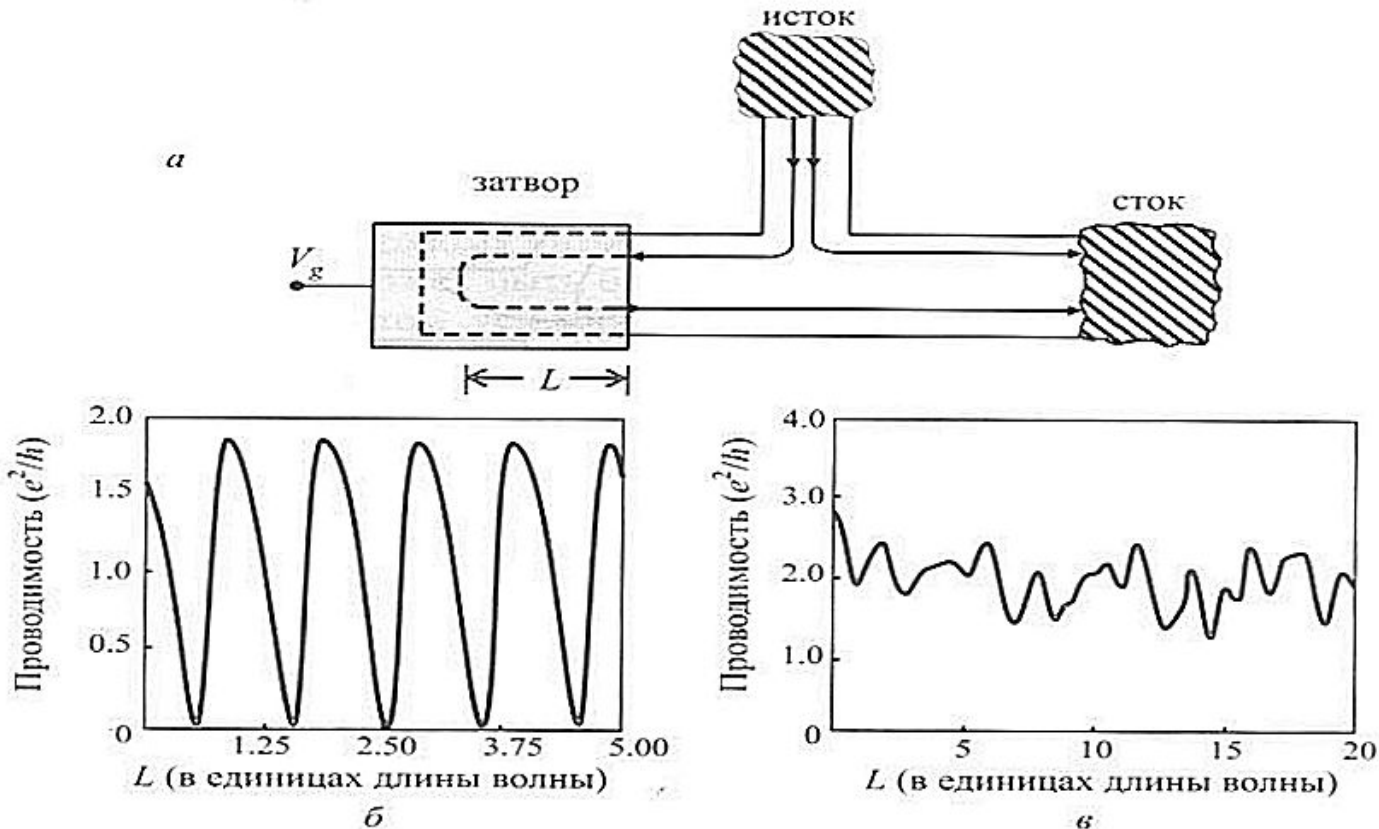 исток
а
затвор
сток
V_g
L
Проводимость (e²/h)
2.0
1.5
1.0
0.5
0
1.25 2.50 3.75 5.00
L (в единицах длины волны)
б
Проводимость (e²/h)
4.0
3.0
2.0
1.0
0
5 10 15 20
L (в единицах длины волны)
в